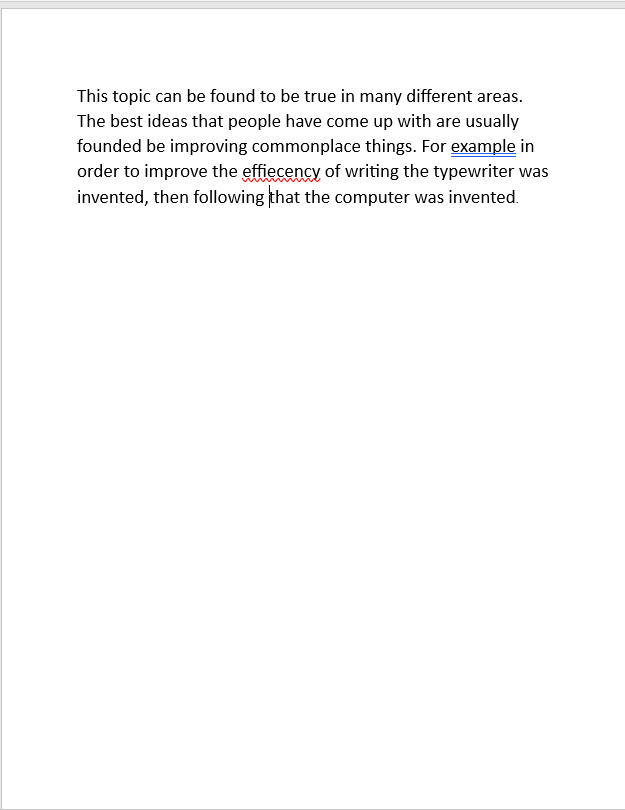 This topic can be found to be true in many different areas.
The best ideas that people have come up with are usually
founded be improving commonplace things. For example in
order to improve the effiecency of writing the typewriter was
invented, then following that the computer was invented.